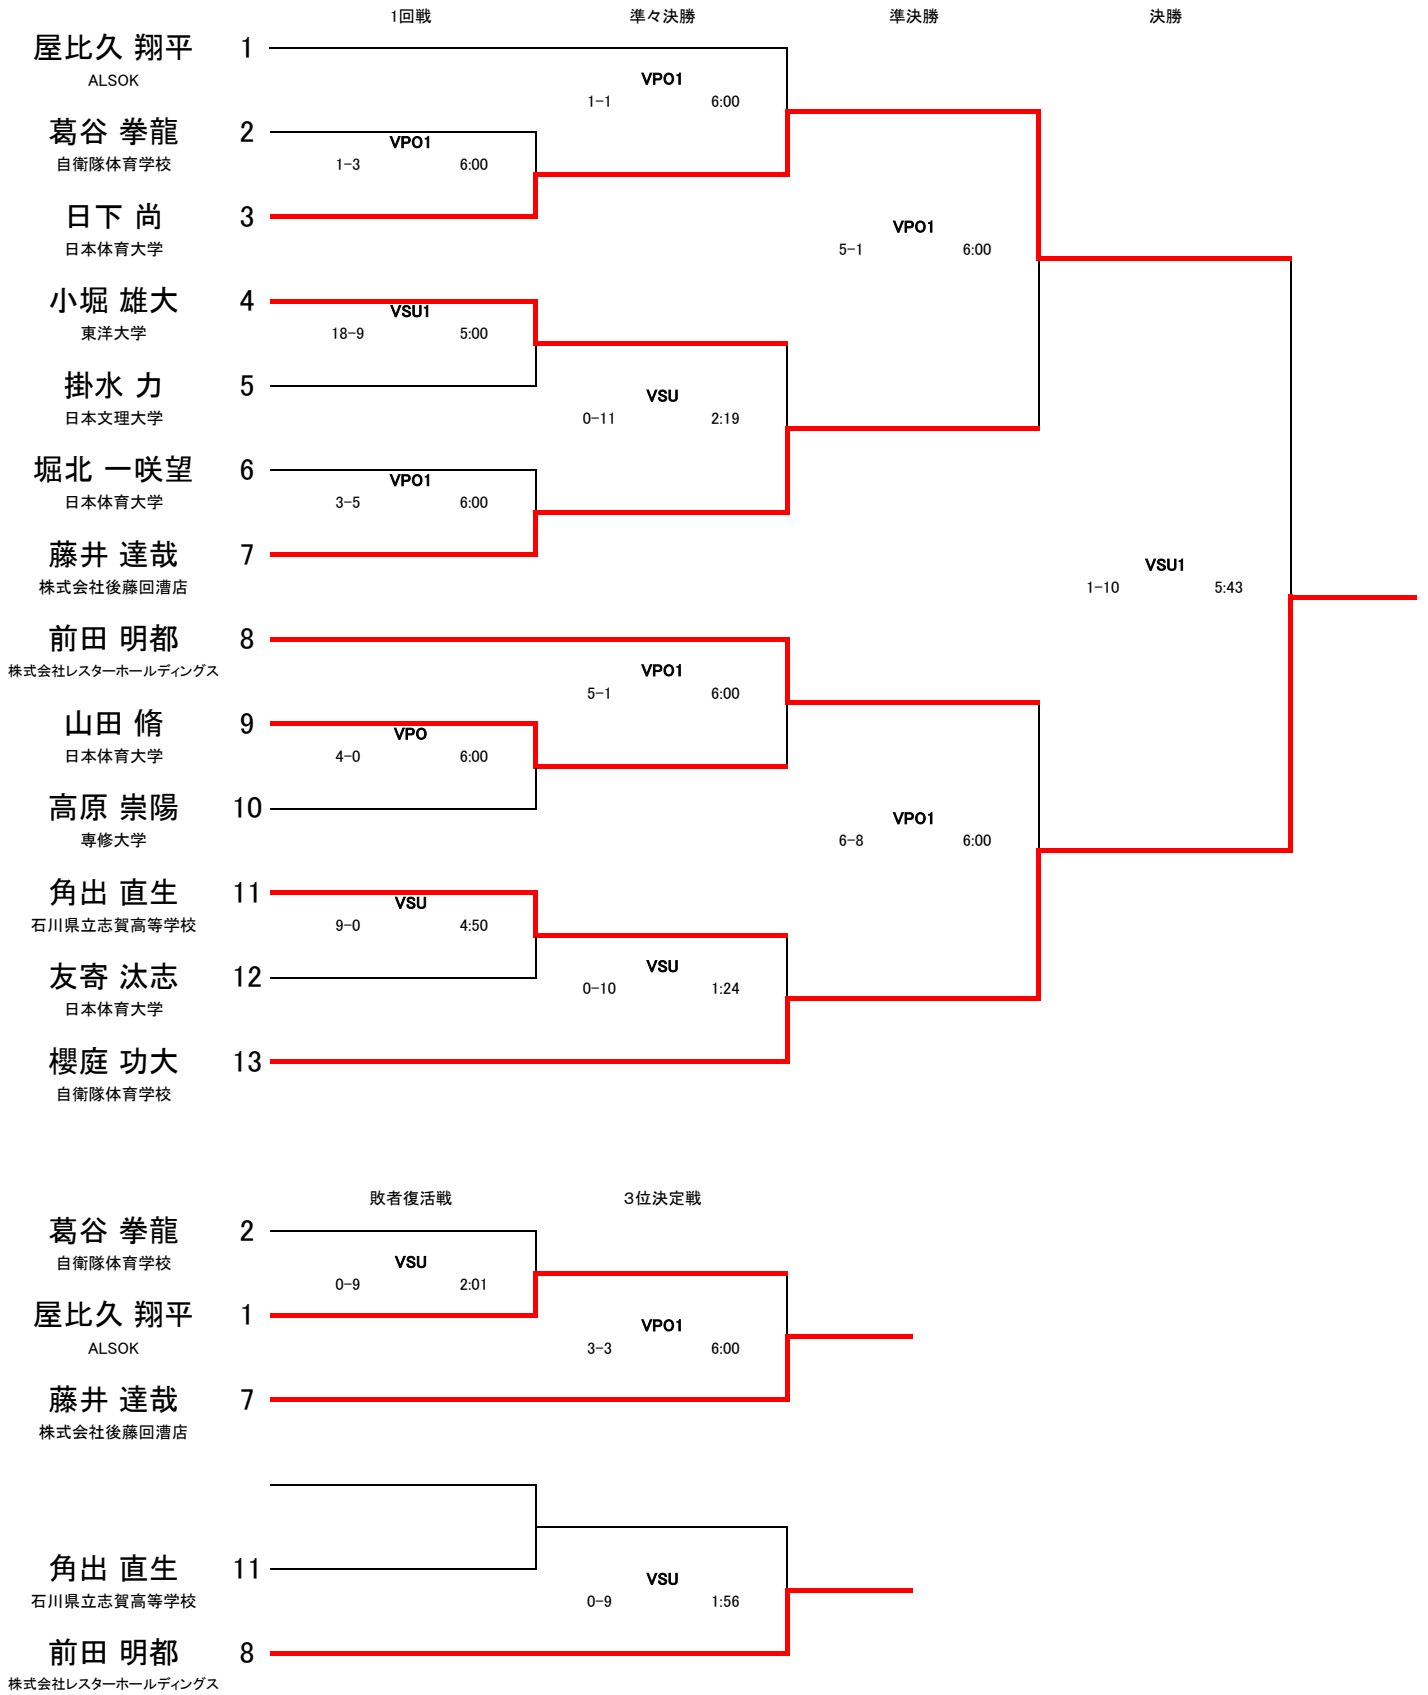 1回戦 準々決勝 準決勝 決勝
屋比久 翔平 1
ALSOK
VPO1
1-1 6:00
葛谷 拳龍 2
自衛隊体育学校
VPO1
1-3 6:00
日下 尚 3
日本体育大学
VPO1
5-1 6:00
小堀 雄大 4
東洋大学
VSU1
18-9 5:00
掛水 力 5
日本文理大学
VSU
0-11 2:19
堀北 一咲望 6
日本体育大学
VPO1
3-5 6:00
藤井 達哉 7
株式会社後藤回漕店
VSU1
1-10 5:43
前田 明都 8
株式会社レスターホールディングス
VPO1
5-1 6:00
山田 脩 9
日本体育大学
VPO
4-0 6:00
高原 崇陽 10
専修大学
VPO1
6-8 6:00
角出 直生 11
石川県立志賀高等学校
VSU
9-0 4:50
友寄 汰志 12
日本体育大学
VSU
0-10 1:24
櫻庭 功大 13
自衛隊体育学校
敗者復活戦 3位決定戦
葛谷 拳龍 2
自衛隊体育学校
VSU
0-9 2:01
屋比久 翔平 1
ALSOK
VPO1
3-3 6:00
藤井 達哉 7
株式会社後藤回漕店
角出 直生 11
石川県立志賀高等学校
VSU
0-9 1:56
前田 明都 8
株式会社レスターホールディングス